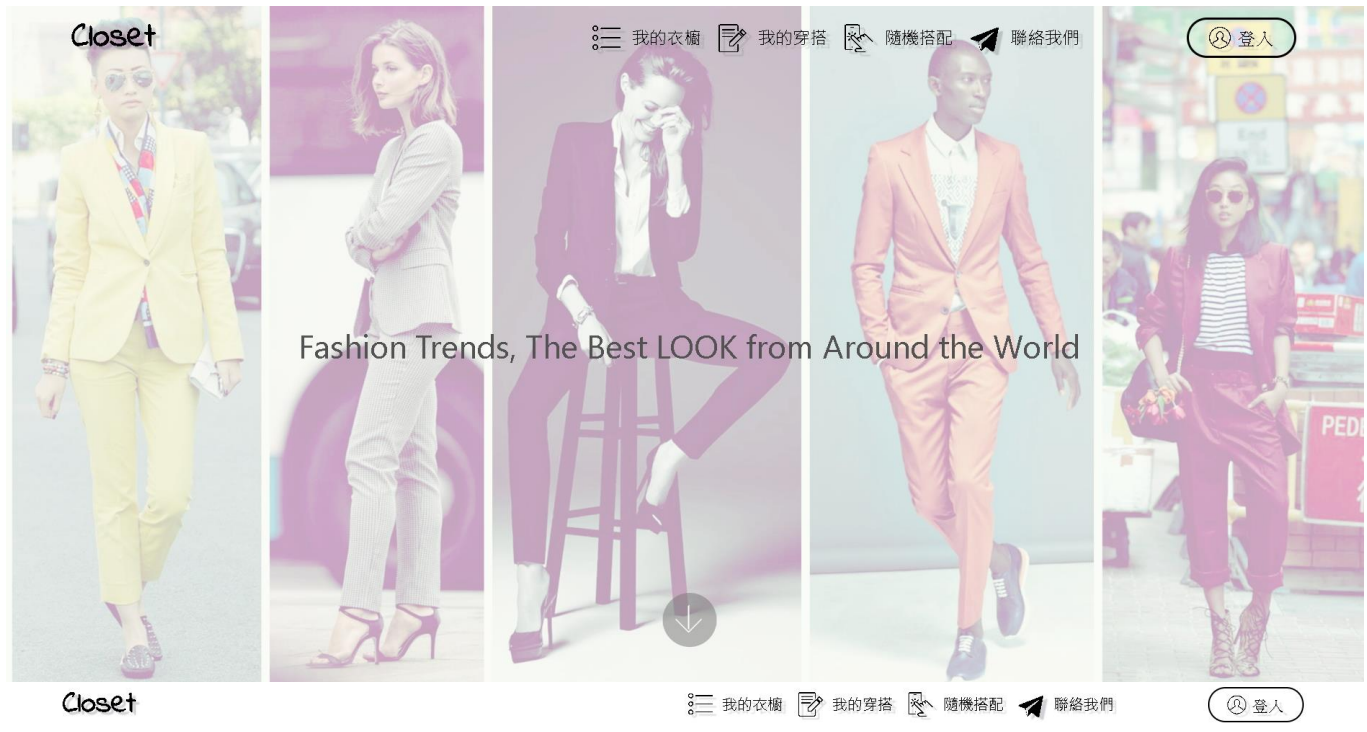 Closet
我的衣櫥 我的穿搭 隨機搭配 聯絡我們 登入
End
Fashion Trends, The Best LOOK from Around the World
PEDE
Closet
我的衣櫥 我的穿搭 隨機搭配 聯絡我們 登入